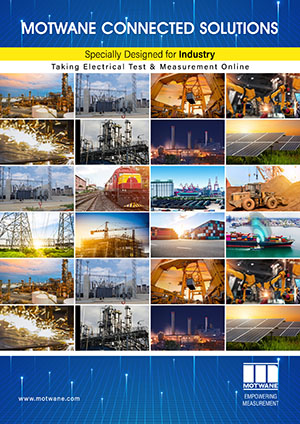 MOTWANE CONNECTED SOLUTIONS
Specially Designed for Industry
Taking Electrical Test & Measurement Online
MOTWANE
www.motwane.com
EMPOWERING
MEASUREMENT